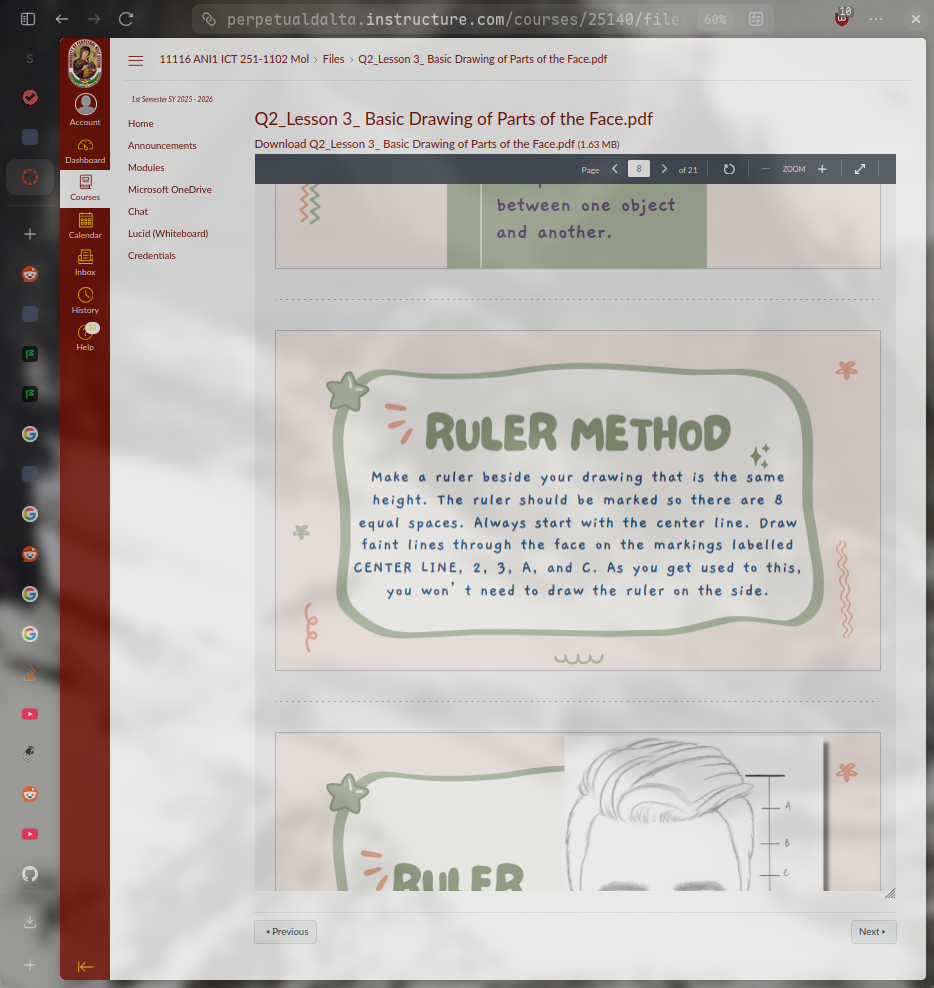 perpetualdalta.instructure.com/courses/25140/files
60%
10
S
11116 ANI1 ICT 251-1102 Mol › Files › Q2_Lesson 3_ Basic Drawing of Parts of the Face.pdf
1st Semester SY 2025 - 2026
Home
Announcements
Modules
Microsoft OneDrive
Chat
Lucid (Whiteboard)
Credentials
Account
Dashboard
Courses
Calendar
Inbox
History
10
Help
Q2_Lesson 3_ Basic Drawing of Parts of the Face.pdf
Download Q2_Lesson 3_ Basic Drawing of Parts of the Face.pdf (1.63 MB)
Page 8 of 21 ZOOM
between one object
and another.
RULER METHOD
Make a ruler beside your drawing that is the same
height. The ruler should be marked so there are 8
equal spaces. Always start with the center line. Draw
faint lines through the face on the markings labelled
CENTER LINE, 2, 3, A, and C. As you get used to this,
you won't need to draw the ruler on the side.
RULER
A
B
C
Previous
Next